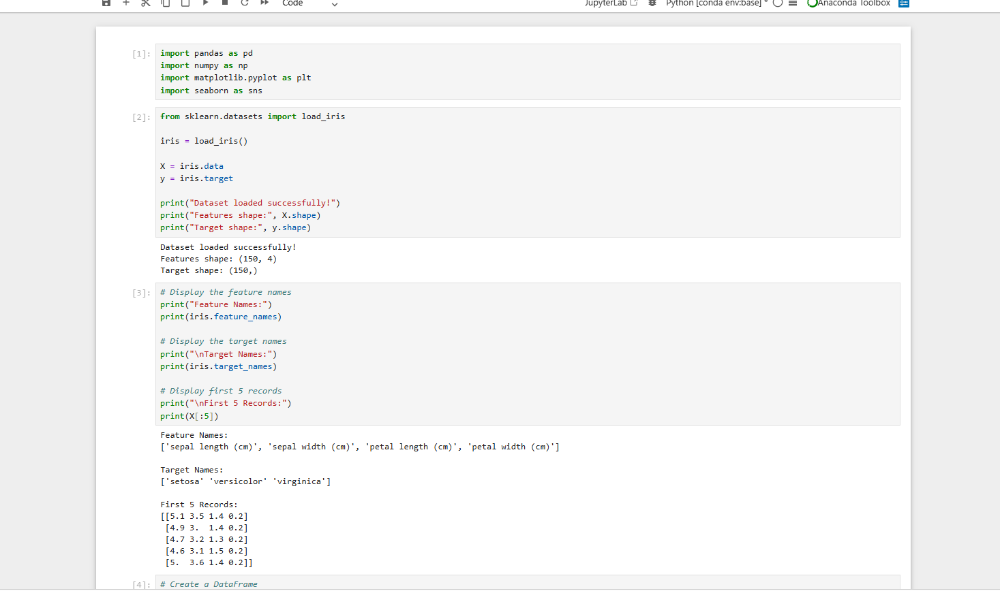 Code
JupyterLab
Python [conda env:base] *
Anaconda Toolbox
[1]:
import pandas as pd
import numpy as np
import matplotlib.pyplot as plt
import seaborn as sns
[2]:
from sklearn.datasets import load_iris
iris = load_iris()
X = iris.data
y = iris.target
print("Dataset loaded successfully!")
print("Features shape:", X.shape)
print("Target shape:", y.shape)
Dataset loaded successfully!
Features shape: (150, 4)
Target shape: (150,)
[3]:
# Display the feature names
print("Feature Names:")
print(iris.feature_names)
# Display the target names
print("\nTarget Names:")
print(iris.target_names)
# Display first 5 records
print("\nFirst 5 Records:")
print(X[:5])
Feature Names:
['sepal length (cm)', 'sepal width (cm)', 'petal length (cm)', 'petal width (cm)']
Target Names:
['setosa' 'versicolor' 'virginica']
First 5 Records:
[[5.1 3.5 1.4 0.2]
 [4.9 3.  1.4 0.2]
 [4.7 3.2 1.3 0.2]
 [4.6 3.1 1.5 0.2]
 [5.  3.6 1.4 0.2]]
[4]:
# Create a DataFrame